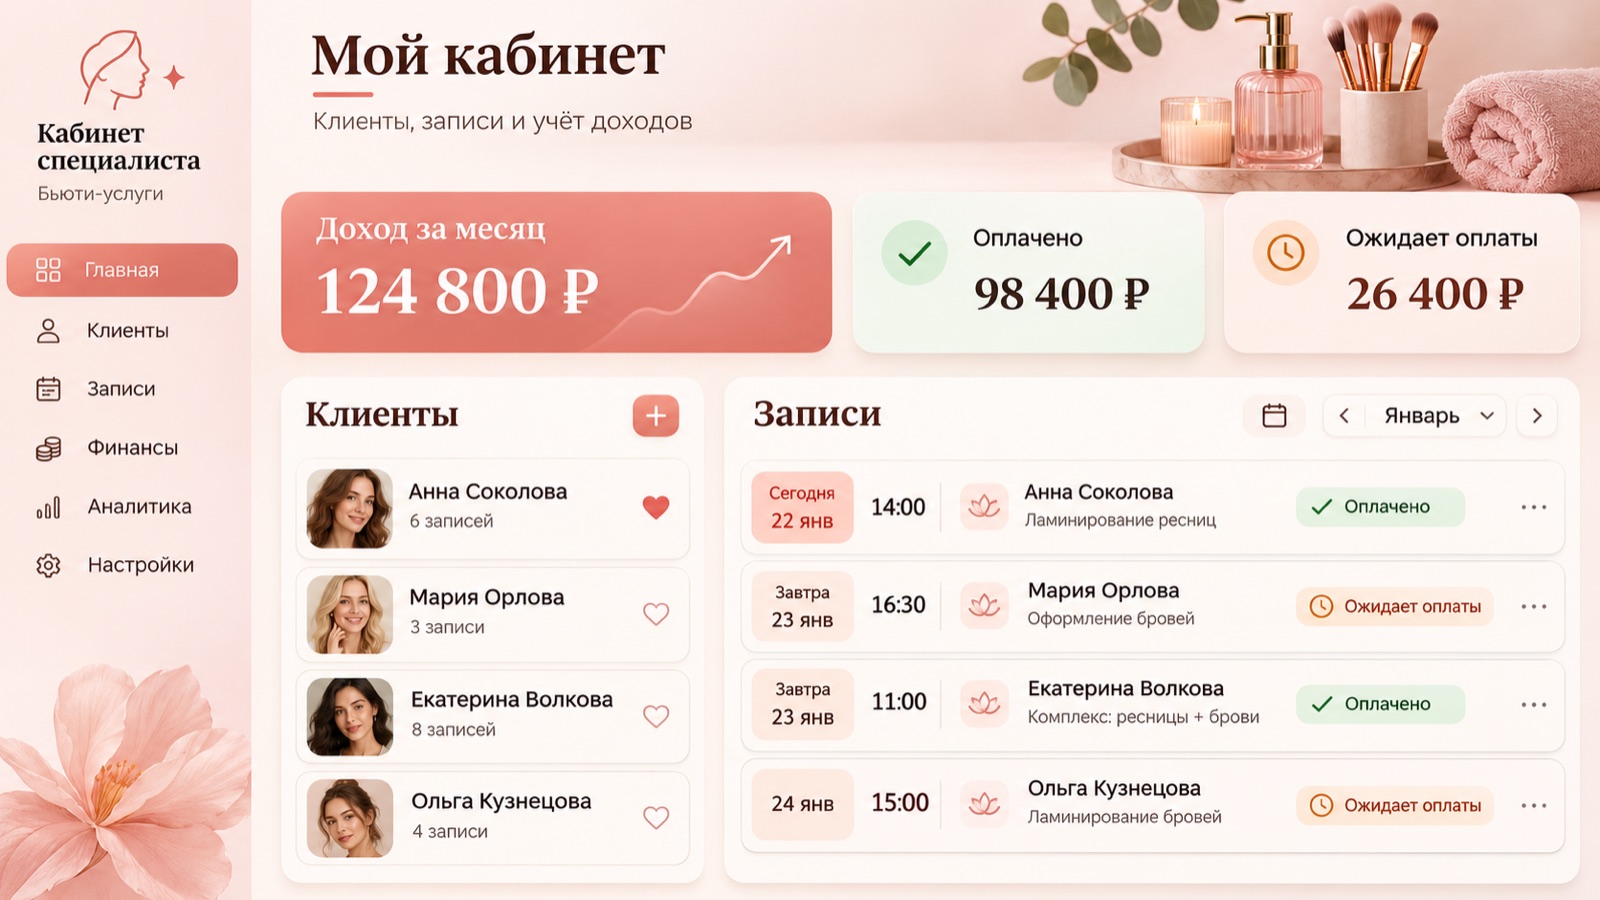 Кабинет
специалиста
Бьюти-услуги
Главная
Клиенты
Записи
Финансы
Аналитика
Настройки
Мой кабинет
Клиенты, записи и учёт доходов
Доход за месяц
124 800 ₽
Оплачено
98 400 ₽
Ожидает оплаты
26 400 ₽
Клиенты
Анна Соколова
6 записей
Мария Орлова
3 записи
Екатерина Волкова
8 записей
Ольга Кузнецова
4 записи
Записи
Январь
Сегодня
22 янв
14:00
Анна Соколова
Ламинирование ресниц
Оплачено
Завтра
23 янв
16:30
Мария Орлова
Оформление бровей
Ожидает оплаты
Завтра
23 янв
11:00
Екатерина Волкова
Комплекс: ресницы + брови
Оплачено
24 янв
15:00
Ольга Кузнецова
Ламинирование бровей
Ожидает оплаты